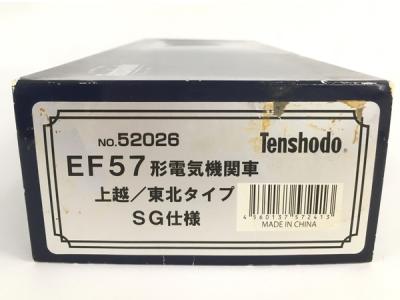 No.52026
Tenshodo®
EF57形電気機関車
上越／東北タイプ
SG仕様
4560137572413
MADE IN CHINA